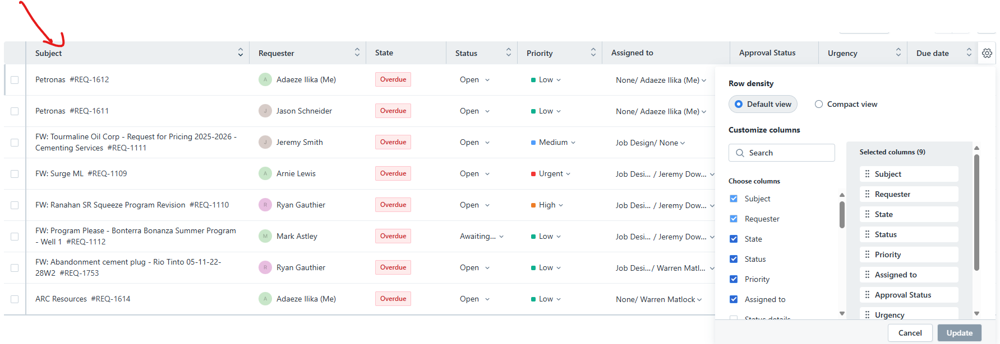 Subject Requester State Status Priority Assigned to Approval Status Urgency Due date
Petronas #REQ-1612 A Adaeze Ilika (Me) Overdue Open Low None/ Adaeze Ilika (Me)
Petronas #REQ-1611 J Jason Schneider Overdue Open Low None/ Adaeze Ilika (Me)
FW: Tourmaline Oil Corp - Request for Pricing 2025-2026 -
Cementing Services #REQ-1111 J Jeremy Smith Overdue Open Medium Job Design/ None
FW: Surge ML #REQ-1109 A Arnie Lewis Overdue Open Urgent Job Desi... / Jeremy Dow...
FW: Ranahan SR Squeeze Program Revision #REQ-1110 R Ryan Gauthier Overdue Open High Job Desi... / Jeremy Dow...
FW: Program Please - Bonterra Bonanza Summer Program
- Well 1 #REQ-1112 M Mark Astley Overdue Awaiting... Low Job Desi... / Jeremy Dow...
FW: Abandonment cement plug - Rio Tinto 05-11-22-
28W2 #REQ-1753 R Ryan Gauthier Overdue Open Low Job Desi.../ Warren Matl...
ARC Resources #REQ-1614 A Adaeze Ilika (Me) Overdue Open Low None/ Warren Matlock
Row density
Default view Compact view
Customize columns
Search
Choose columns
Subject
Requester
State
Status
Priority
Assigned to
Status details
Selected columns (9)
Subject
Requester
State
Status
Priority
Assigned to
Approval Status
Urgency
Cancel Update